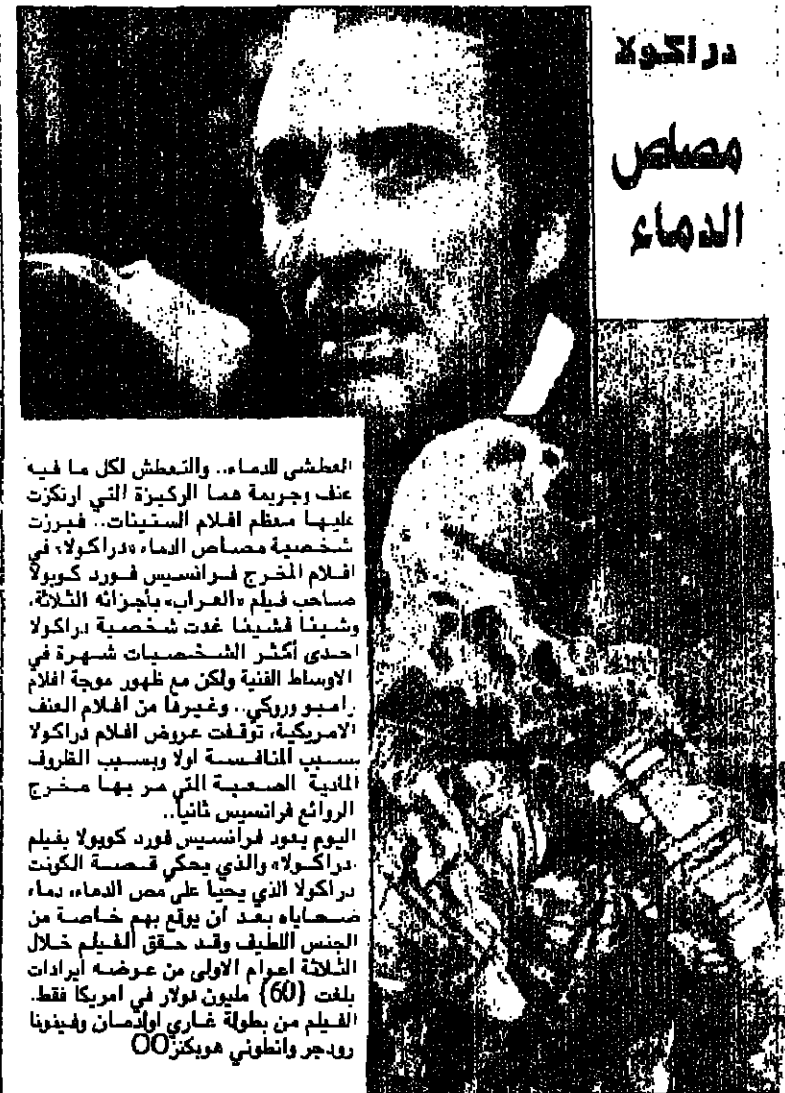 دراكولا
مصاص
الدماء
العطشى للدماء.. والتعطش لكل ما فيه
عنف وجريمة هما الركيزة التي ارتكزت
عليها معظم افلام الستينات.. فبرزت
شخصية مصاص الدماء «دراكولا» في
افلام المخرج فرانسيس فورد كوبولا
صاحب فيلم «العراب» بأجزائه الثلاثة،
وشيئا فشيئا غدت شخصية دراكولا
احدى أكثر الشخصيات شهرة في
الاوساط الفنية ولكن مع ظهور موجة افلام
رامبو وروكي.. وغيرها من افلام العنف
الامريكية، توقفت عروض افلام دراكولا
بسبب المنافسة اولا وبسبب الظروف
المادية الصعبة التي مر بها مخرج
الروائع فرانسيس ثانياً..
اليوم يعود فرانسيس فورد كوبولا بفيلم
«دراكولا» والذي يحكي قصة الكونت
دراكولا الذي يحيا على مص الدماء، دماء
ضحاياه بعد أن يوقع بهم خاصة من
الجنس اللطيف وقد حقق الفيلم خلال
الثلاثة اعوام الاولى من عرضه ايرادات
بلغت {60} مليون دولار في امريكا فقط.
الفيلم من بطولة غاري اولدمان وفينونا
رودجر وانطوني هوبكنز OO